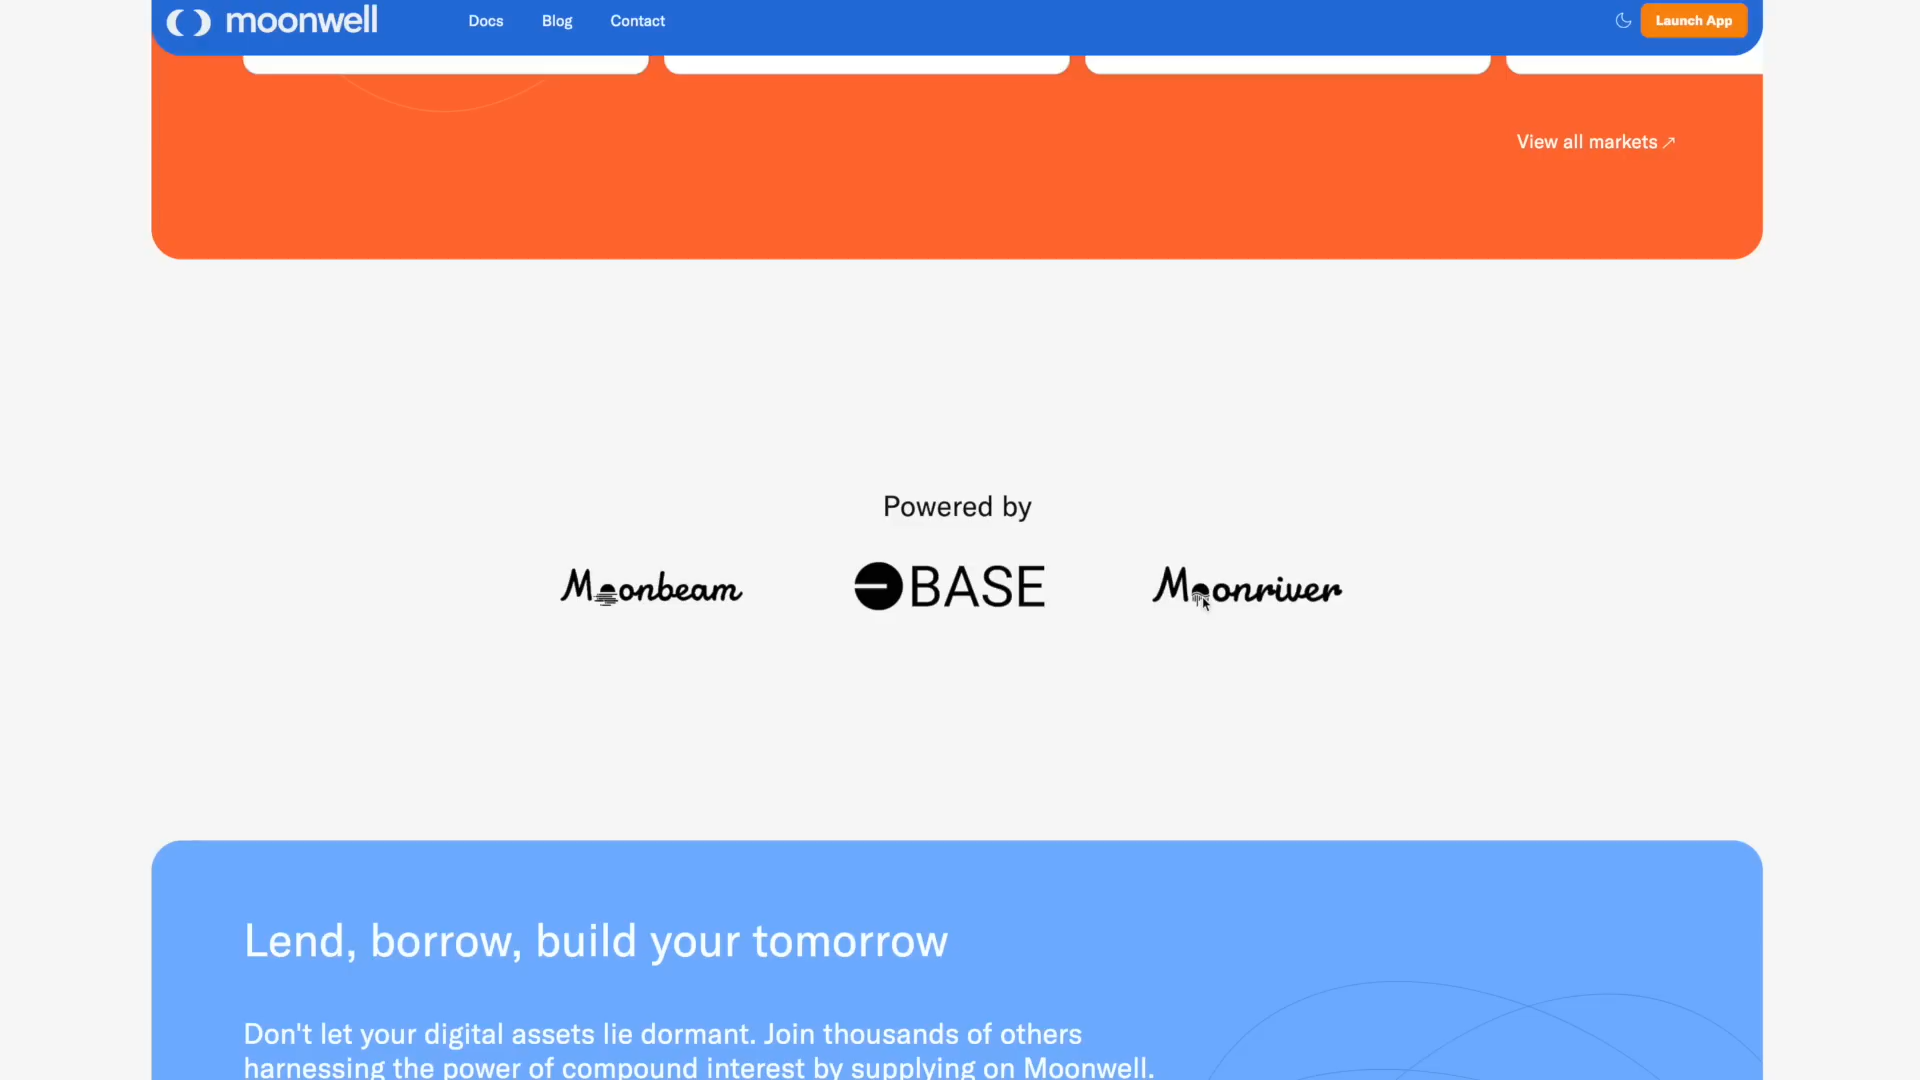 moonwell
Docs
Blog
Contact
Launch App
View all markets ↗
Powered by
Moonbeam
BASE
Moonriver
Lend, borrow, build your tomorrow
Don't let your digital assets lie dormant. Join thousands of others
harnessing the power of compound interest by supplying on Moonwell.